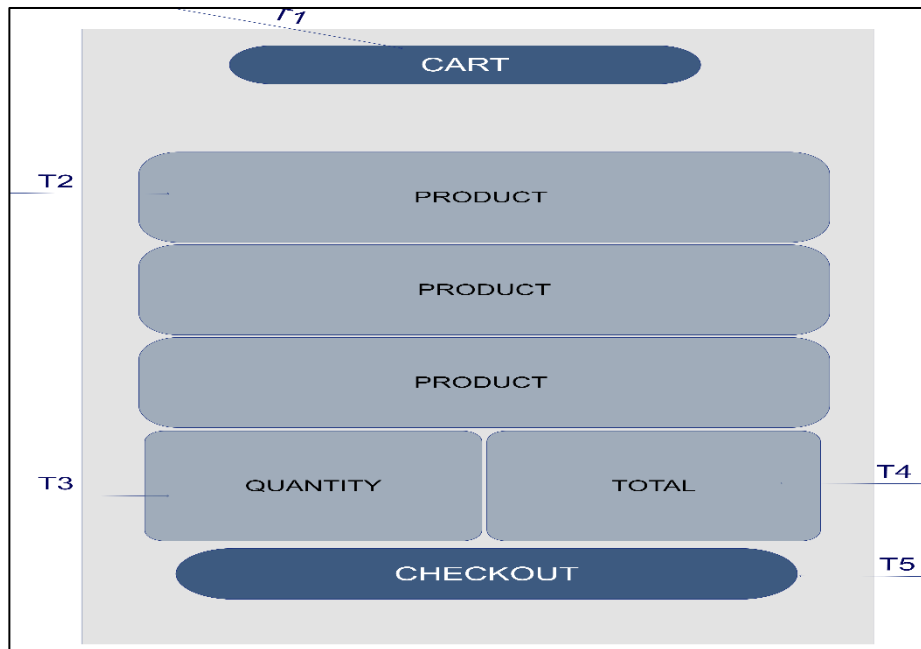 T1
CART
T2
PRODUCT
PRODUCT
PRODUCT
T3
QUANTITY
TOTAL
T4
CHECKOUT
T5